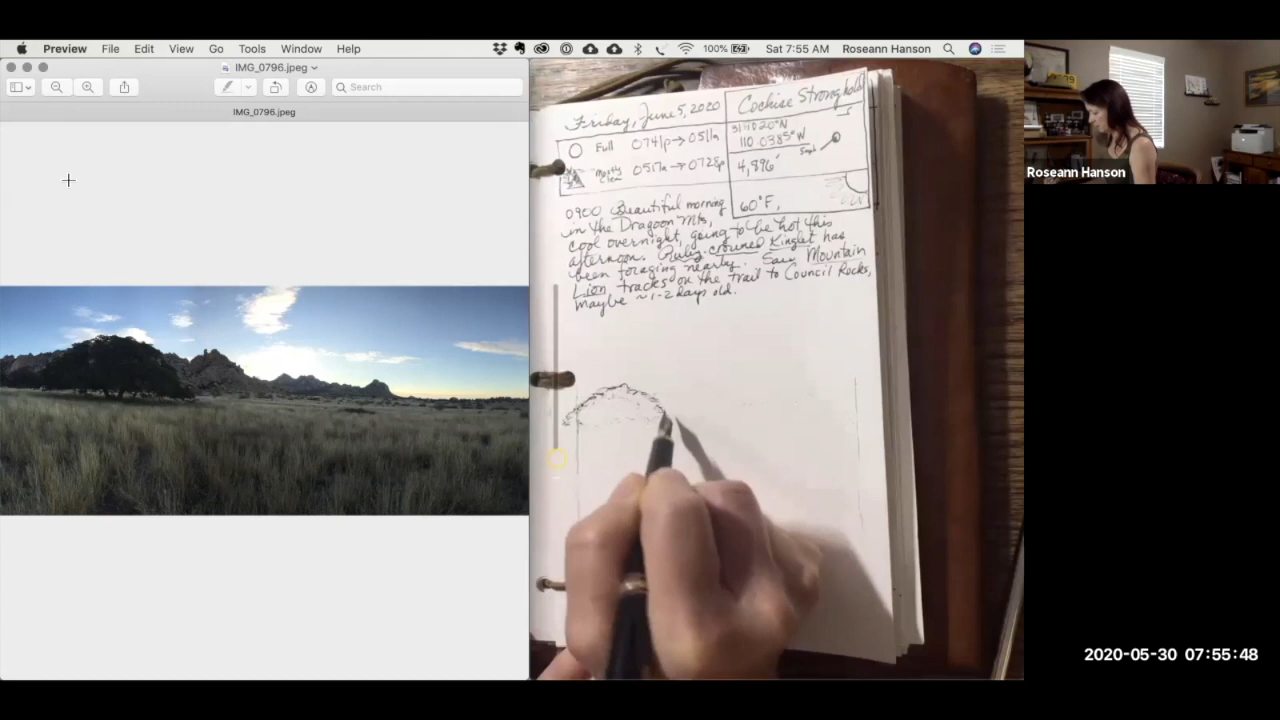 Preview File Edit View Go Tools Window Help 100% Sat 7:55 AM Roseann Hanson
IMG_0796.jpeg
Search
IMG_0796.jpeg
Friday, June 5, 2020
Cochise Stronghold
Full 0741p → 0511a
Mostly Clear 0517a → 0725p
110.0385°W
5mph
4,896'
60°F,
0900 Beautiful morning
in the Dragoon Mts,
cool overnight, going to be hot this
afternoon. Ruby-crowned Kinglet has
been foraging nearby. Saw Mountain
Lion tracks on the trail to Council Rocks,
maybe ~1-2 days old.
Roseann Hanson
2020-05-30 07:55:48